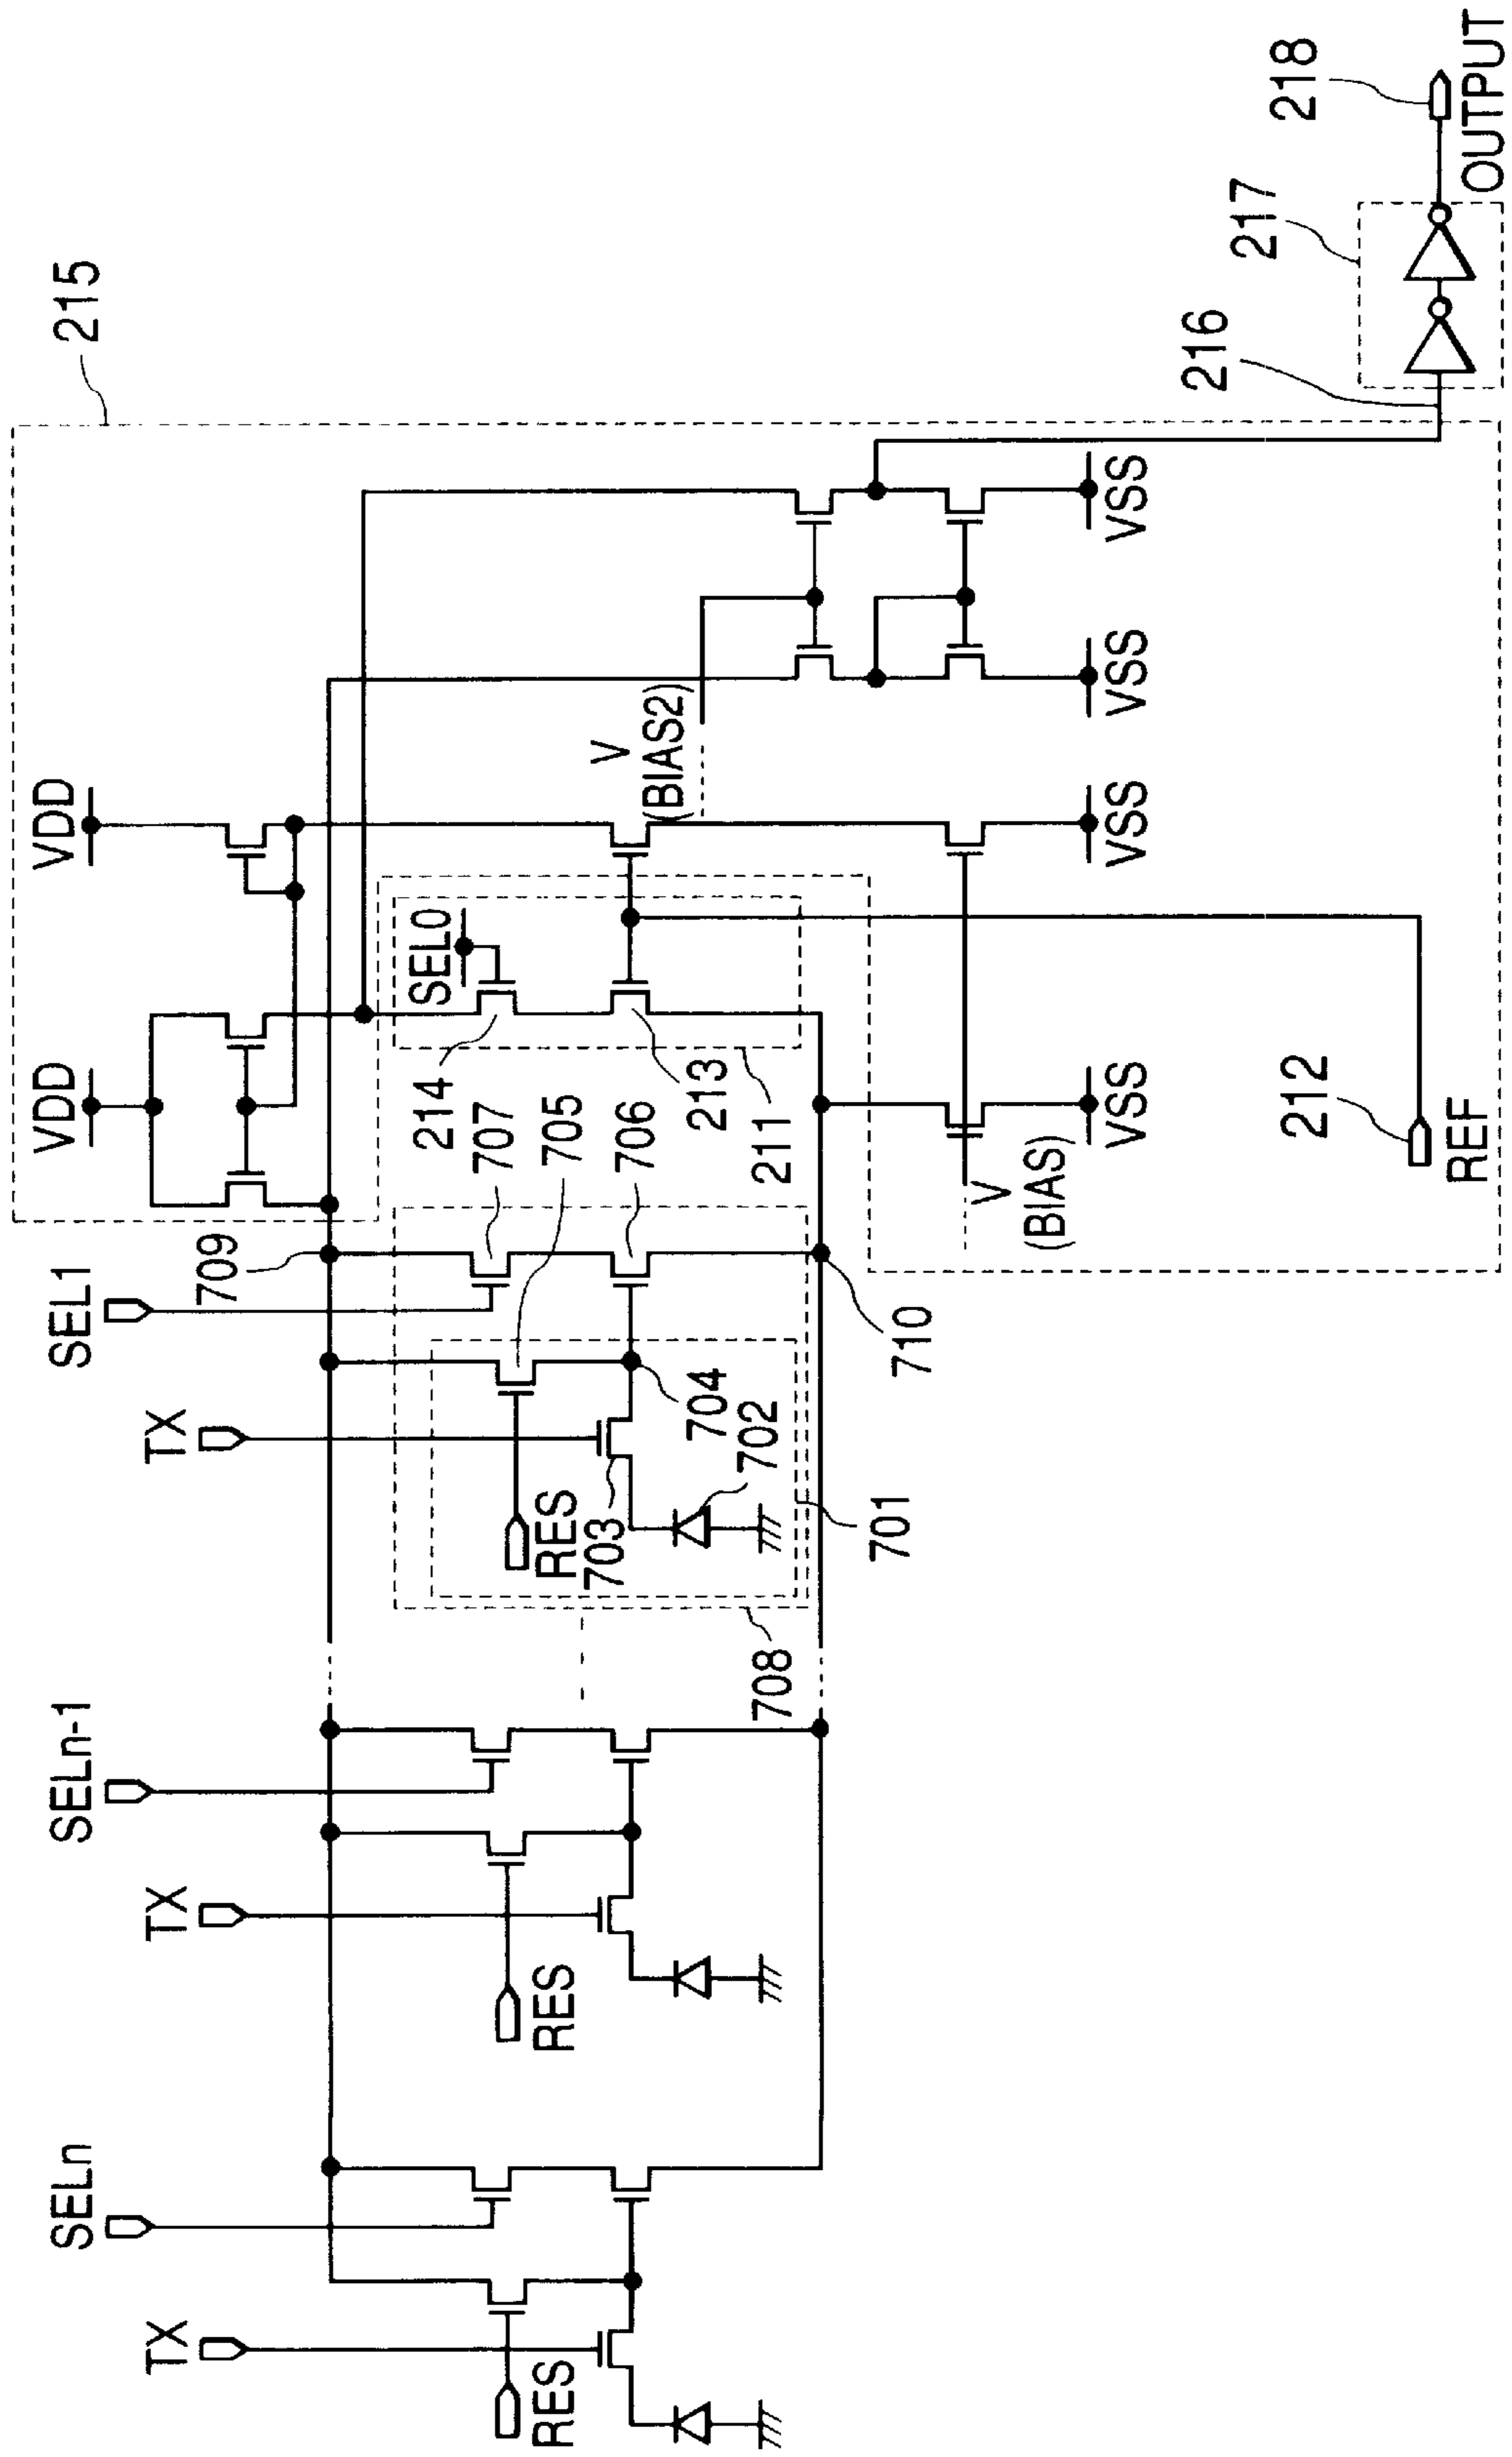 SELn
TX
RES
SELn-1
TX
RES
SEL1
TX
RES
709
707
705
706
703
704
702
701
708
710
VDD
VDD
215
SEL0
214
213
211
V
(BIAS2)
V
(BIAS)
VSS
VSS
VSS
VSS
212
REF
216
217
218
OUTPUT